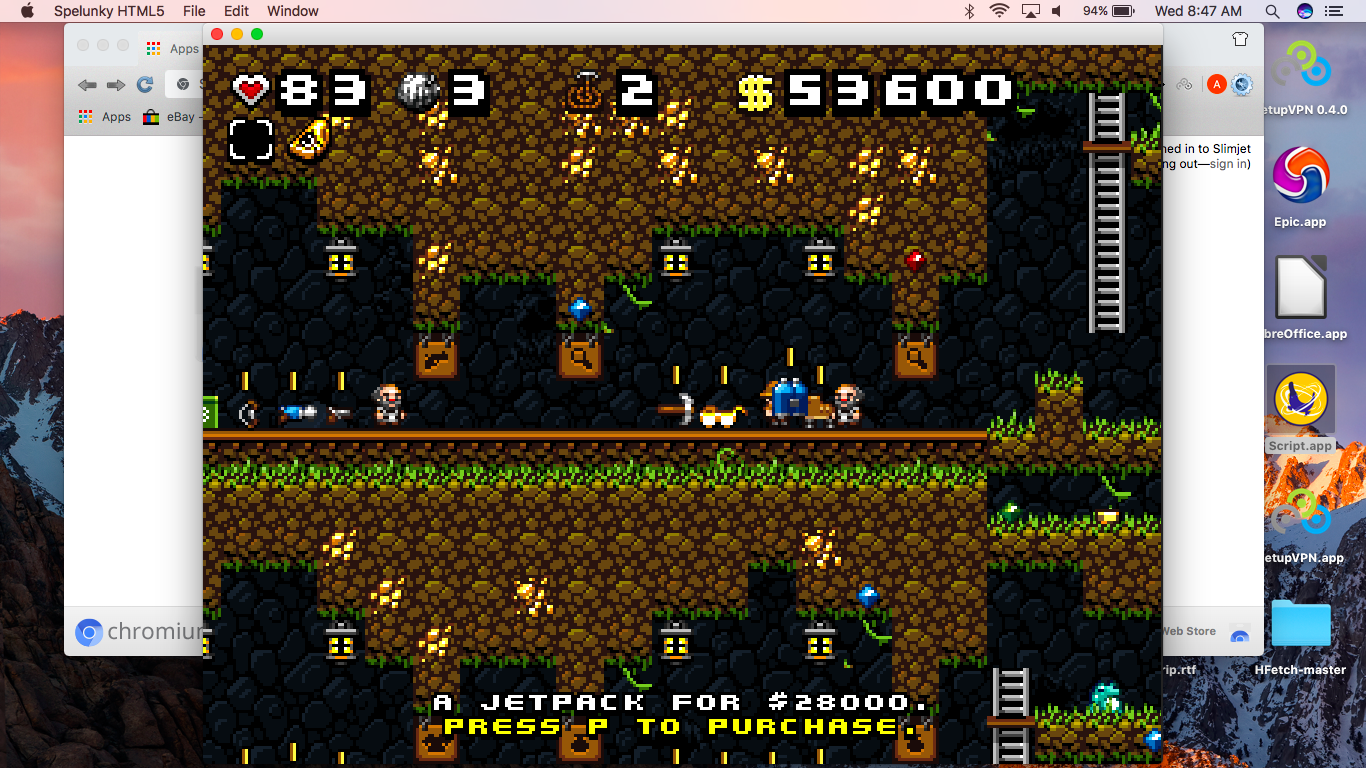 Spelunky HTML5 File Edit Window 94% Wed 8:47 AM
Apps
83 3 2 $53600
A
etupVPN 0.4.0
Apps eBay
ned in to Slimjet
ng out—sign in)
Epic.app
breOffice.app
Script.app
etupVPN.app
chromium
Web Store
rip.rtf HFetch-master
A JETPACK FOR $28000.
PRESS P TO PURCHASE.